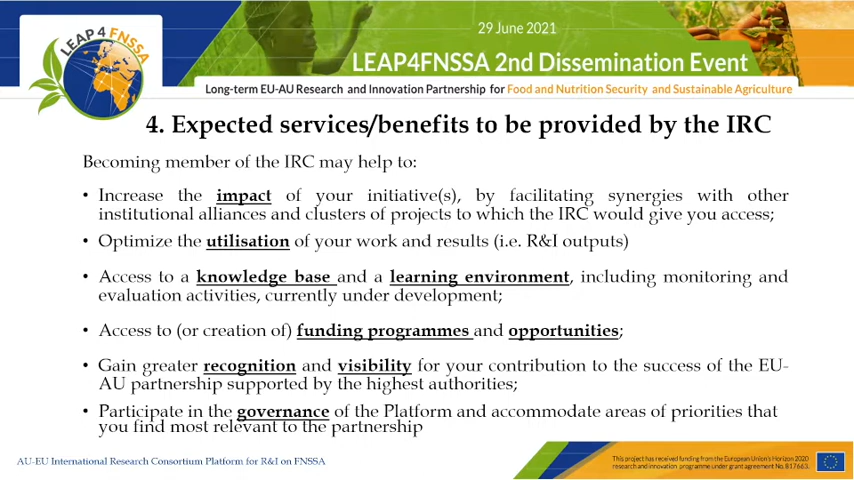 29 June 2021
LEAP4FNSSA 2nd Dissemination Event
LEAP 4 FNSSA
Long-term EU-AU Research and Innovation Partnership for Food and Nutrition Security and Sustainable Agriculture
4. Expected services/benefits to be provided by the IRC
Becoming member of the IRC may help to:
• Increase the impact of your initiative(s), by facilitating synergies with other
institutional alliances and clusters of projects to which the IRC would give you access;
• Optimize the utilisation of your work and results (i.e. R&I outputs)
• Access to a knowledge base and a learning environment, including monitoring and
evaluation activities, currently under development;
• Access to (or creation of) funding programmes and opportunities;
• Gain greater recognition and visibility for your contribution to the success of the EU-
AU partnership supported by the highest authorities;
• Participate in the governance of the Platform and accommodate areas of priorities that
you find most relevant to the partnership
AU-EU International Research Consortium Platform for R&I on FNSSA
This project has received funding from the European Union's Horizon 2020
research and innovation programme under grant agreement No. 817663.